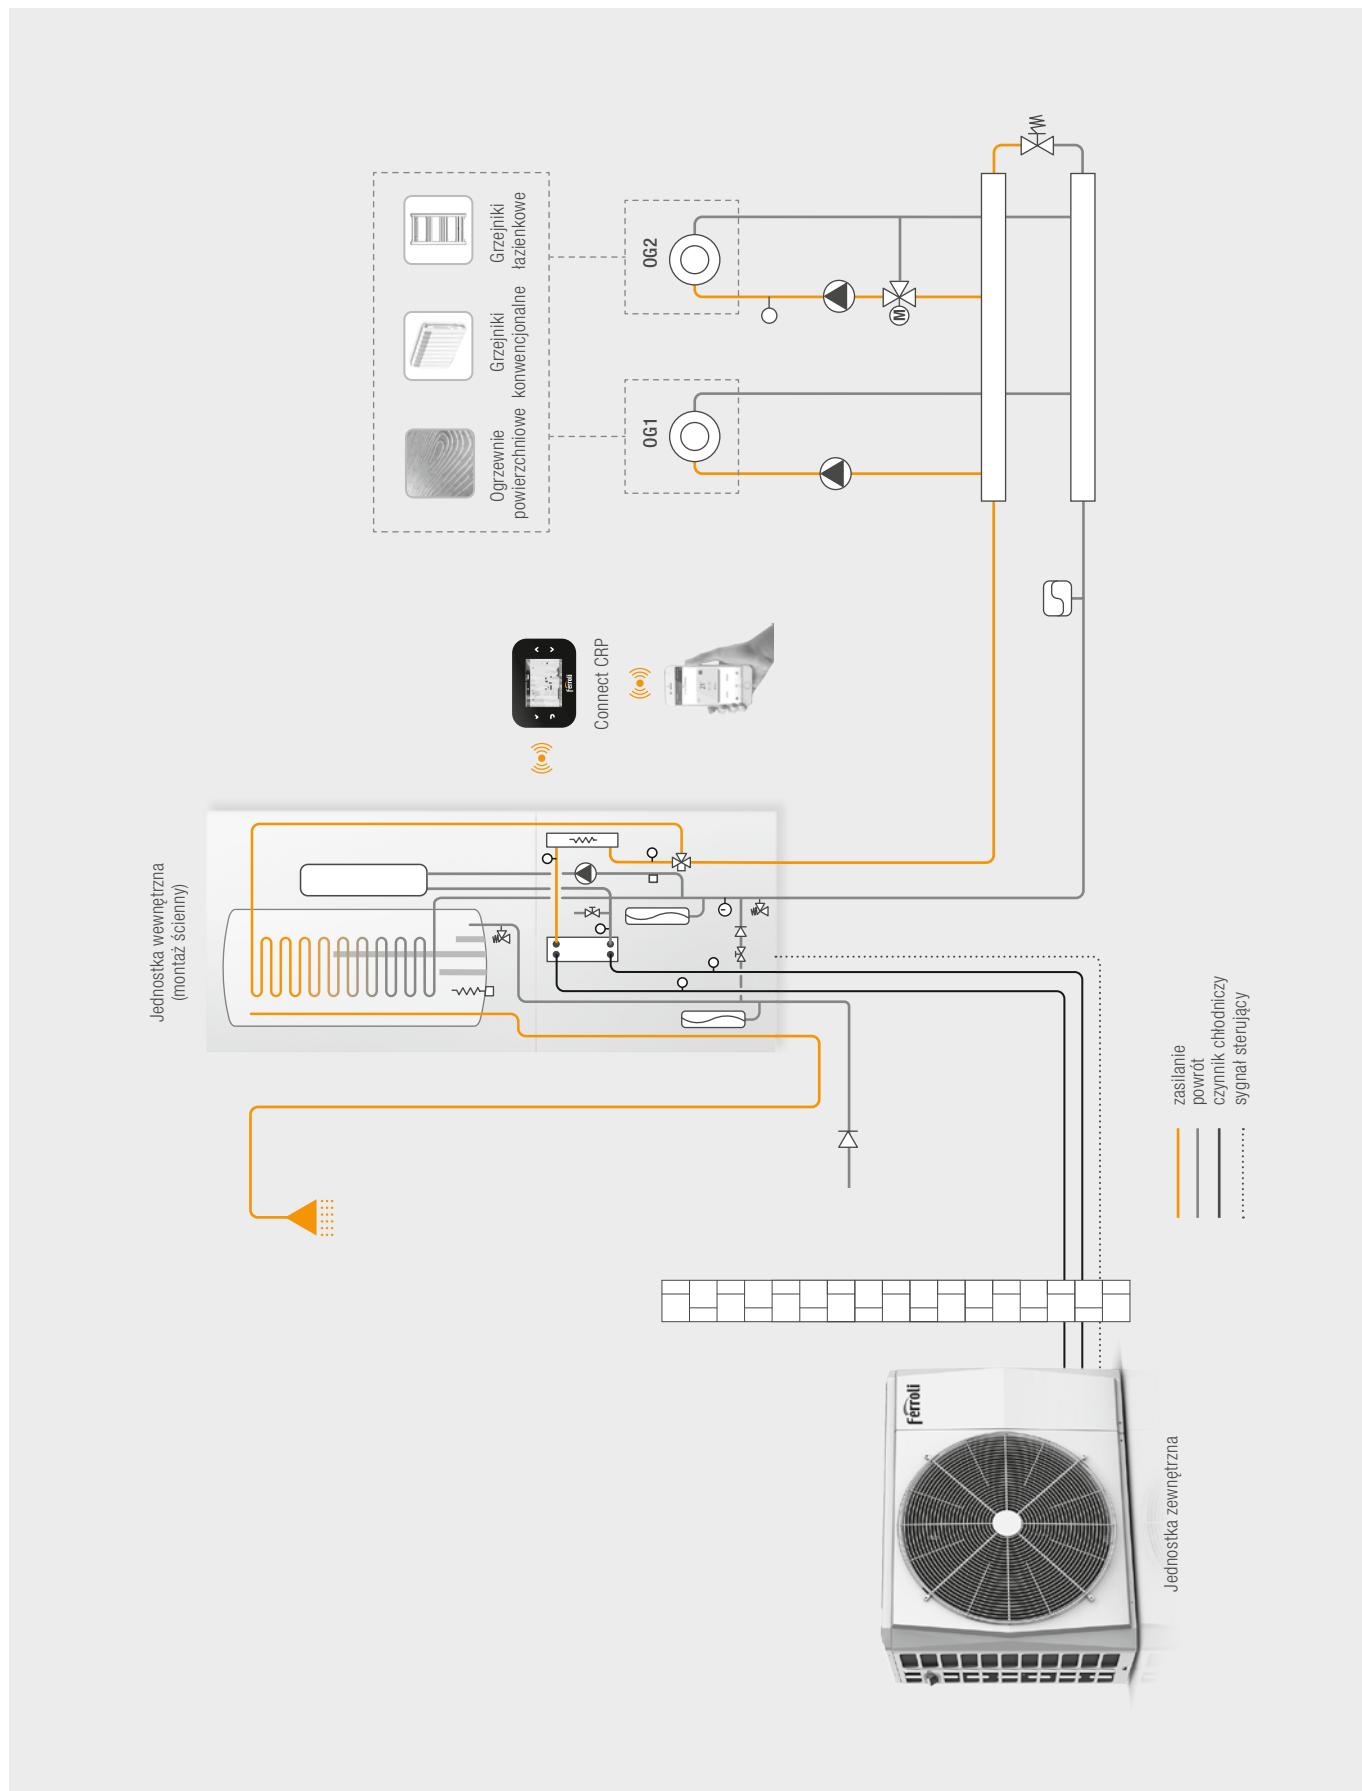 Jednostka wewnętrzna
(montaż ścienny)
Ogrzewnie
powierzchniowe
Grzejniki
konwencjonalne
Grzejniki
łazienkowe
OG1
OG2
M
Ferroli
Connect CRP
zasilanie
powrót
czynnik chłodniczy
sygnał sterujący
Ferroli
Jednostka zewnętrzna